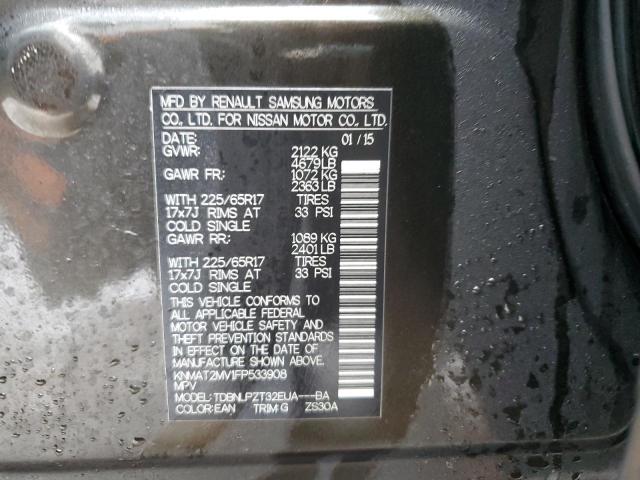 MFD BY RENAULT SAMSUNG MOTORS
CO., LTD. FOR NISSAN MOTOR CO., LTD.
DATE: 01/15
GVWR: 2122 KG
4679 LB
GAWR FR: 1072 KG
2363 LB
WITH 225/65R17 TIRES
17x7J RIMS AT 33 PSI
COLD SINGLE
GAWR RR: 1089 KG
2401 LB
WITH 225/65R17 TIRES
17x7J RIMS AT 33 PSI
COLD SINGLE
THIS VEHICLE CONFORMS TO
ALL APPLICABLE FEDERAL
MOTOR VEHICLE SAFETY AND
THEFT PREVENTION STANDARDS
IN EFFECT ON THE DATE OF
MANUFACTURE SHOWN ABOVE.
KNMAT2MV1FP533908
MPV
MODEL: TDBNLPZT32EUA---BA
COLOR: EAN TRIM: G ZS30A